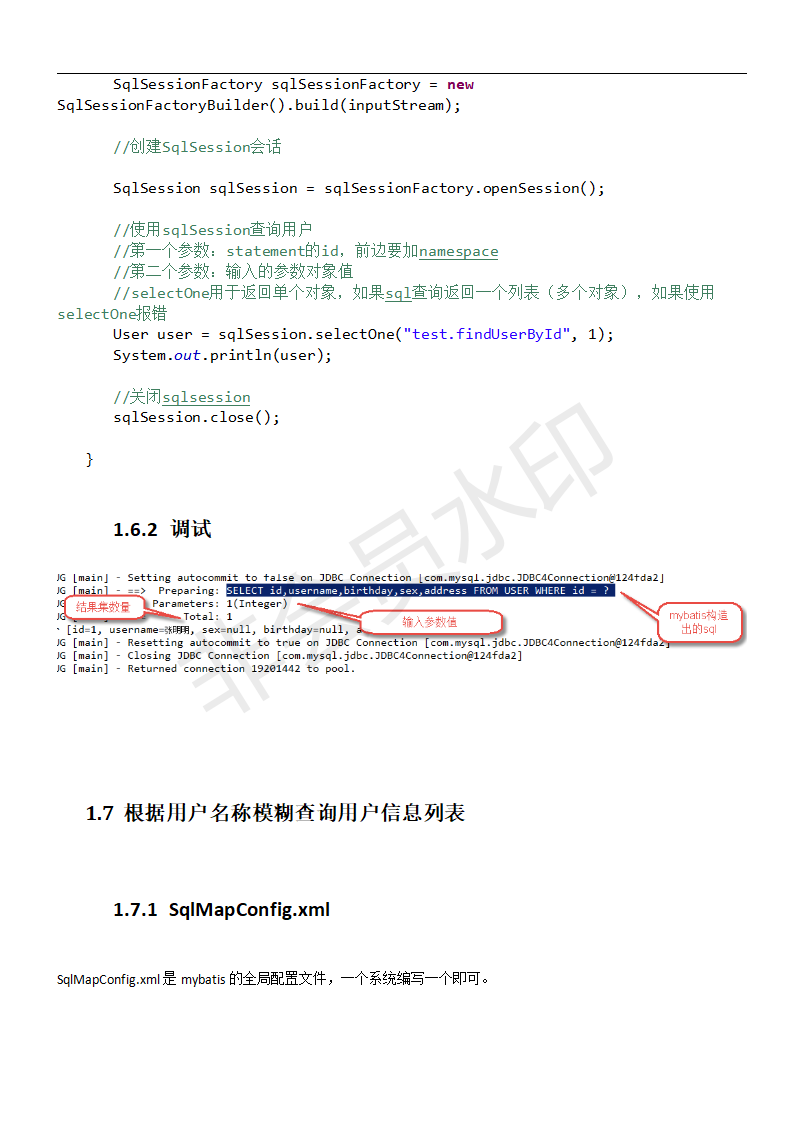 SqlSessionFactory sqlSessionFactory = new
SqlSessionFactoryBuilder().build(inputStream);
//创建SqlSession会话
SqlSession sqlSession = sqlSessionFactory.openSession();
//使用sqlSession查询用户
//第一个参数：statement的id，前边要加namespace
//第二个参数：输入的参数对象值
//selectOne用于返回单个对象，如果sql查询返回一个列表（多个对象），如果使用
selectOne报错
User user = sqlSession.selectOne("test.findUserById", 1);
System.out.println(user);
//关闭sqlsession
sqlSession.close();
}
1.6.2 调试
UG [main] - Setting autocommit to false on JDBC Connection [com.mysql.jdbc.JDBC4Connection@124fda2]
UG [main] - ==> Preparing: SELECT id,username,birthday,sex,address FROM USER WHERE id = ?
UG Parameters: 1(Integer)
结果集数量
mybatis构造
出的sql
UG Total: 1
输入参数值
[id=1, username=张明明, sex=null, birthday=null, a
UG [main] - Resetting autocommit to true on JDBC Connection [com.mysql.jdbc.JDBC4Connection@124fda2]
UG [main] - Closing JDBC Connection [com.mysql.jdbc.JDBC4Connection@124fda2]
UG [main] - Returned connection 19201442 to pool.
非会员水印
1.7 根据用户名称模糊查询用户信息列表
1.7.1 SqlMapConfig.xml
SqlMapConfig.xml 是 mybatis 的全局配置文件，一个系统编写一个即可。